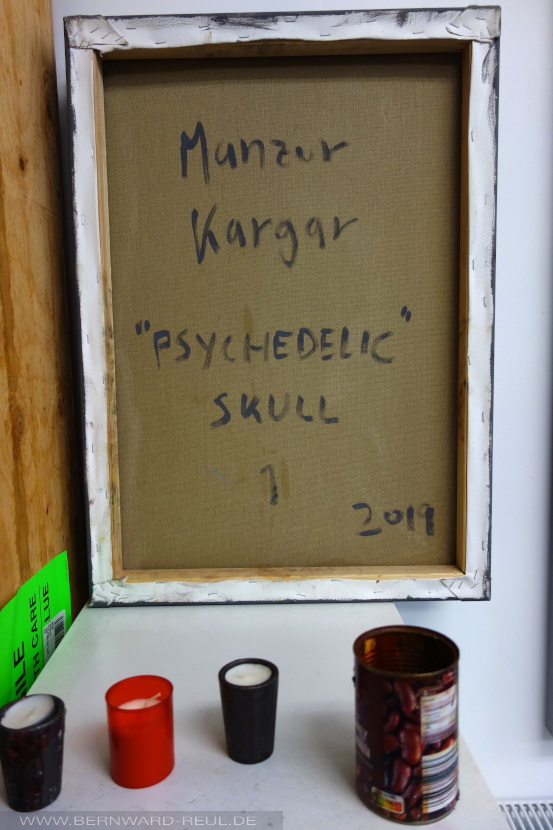 Manzur
Kargar
"PSYCHEDELIC"
SKULL
1
2019
WWW.BERNWARD-REUL.DE